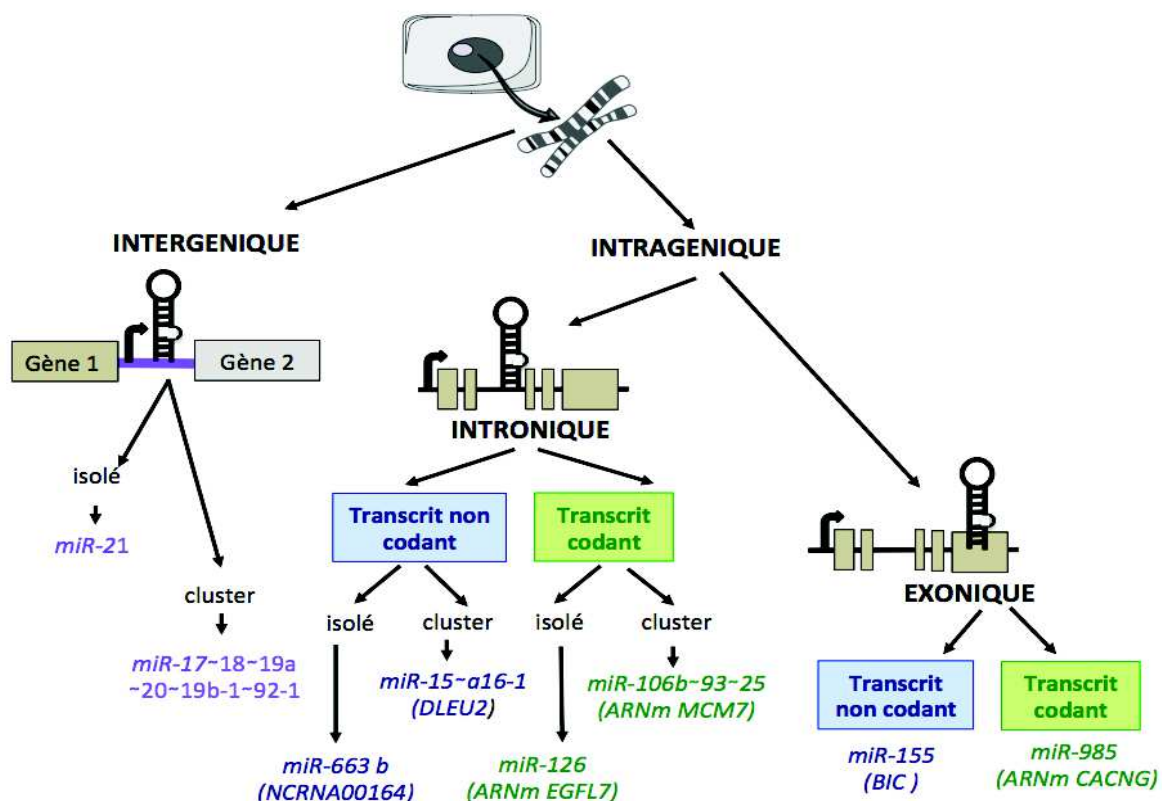 INTERGENIQUE
INTRAGENIQUE
Gène 1
Gène 2
INTRONIQUE
isolé
miR-21
cluster
miR-17~18~19a
~20~19b-1~92-1
Transcrit non
codant
Transcrit
codant
isolé
cluster
isolé
cluster
miR-15~a16-1
(DLEU2)
miR-106b~93~25
(ARNm MCM7)
miR-663 b
(NCRNA00164)
miR-126
(ARNm EGFL7)
EXONIQUE
Transcrit
non codant
Transcrit
codant
miR-155
(BIC )
miR-985
(ARNm CACNG)